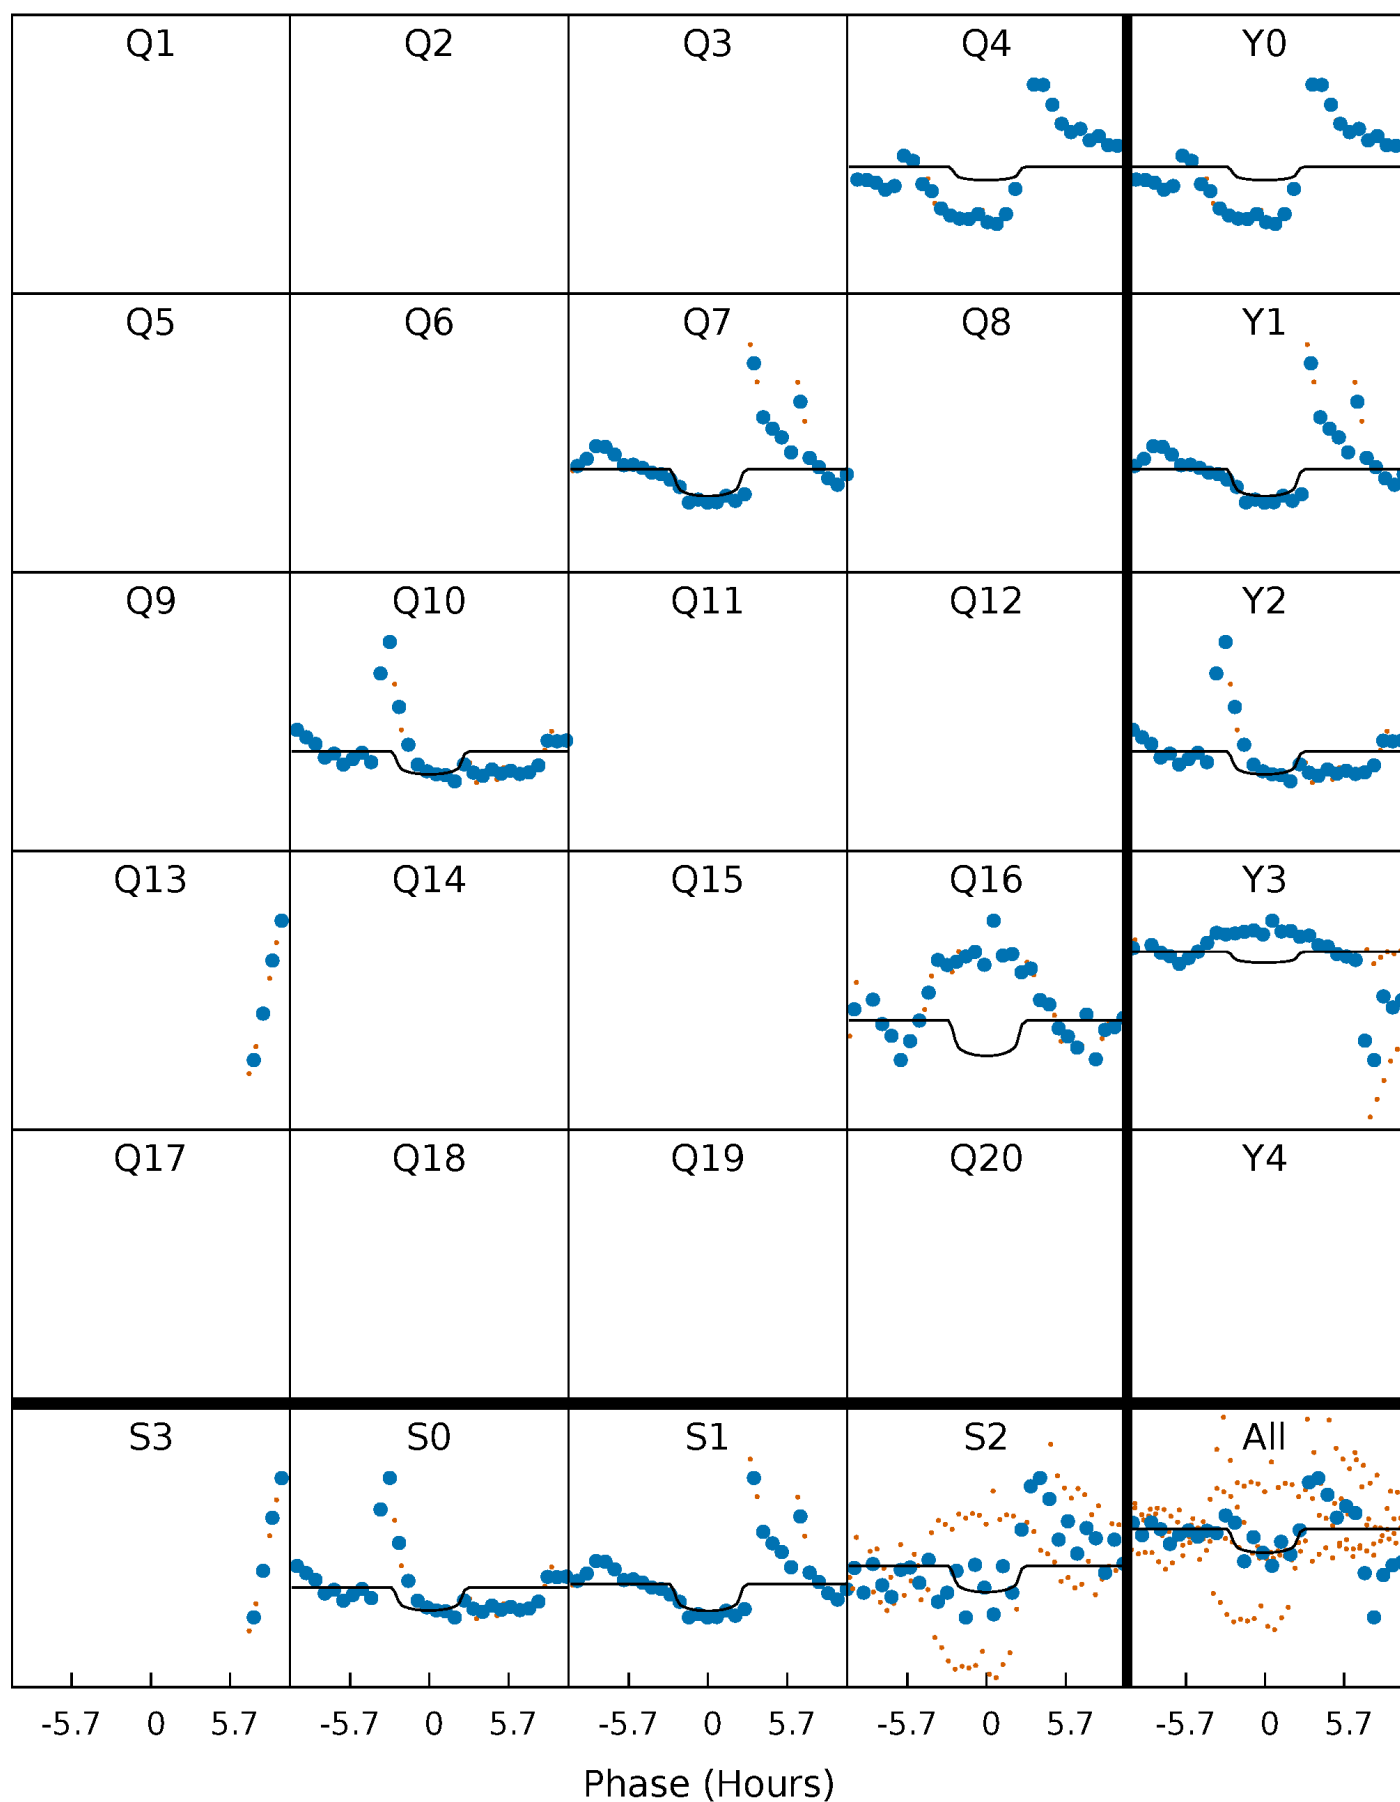 Q1 Q2 Q3 Q4 Y0
Q5 Q6 Q7 Q8 Y1
Q9 Q10 Q11 Q12 Y2
Q13 Q14 Q15 Q16 Y3
Q17 Q18 Q19 Q20 Y4
S3 S0 S1 S2 All
-5.7 0 5.7 -5.7 0 5.7 -5.7 0 5.7 -5.7 0 5.7 -5.7 0 5.7
Phase (Hours)